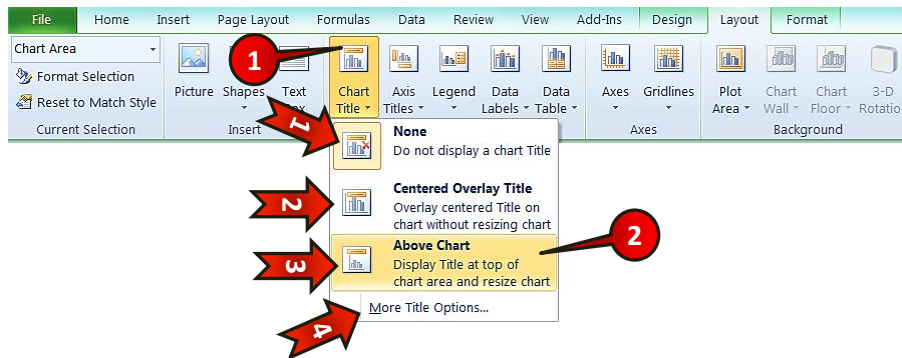 File Home Insert Page Layout Formulas Data Review View Add-Ins Design Layout Format
Chart Area
Format Selection
Reset to Match Style
Current Selection
Picture Shapes Text
Insert
1
Chart Title
Axis Titles
Legend
Data Labels
Data Table
Axes
Gridlines
Axes
Plot Area
Chart Wall
Chart Floor
3-D
Rotatio
Background
1
None
Do not display a chart Title
2
Centered Overlay Title
Overlay centered Title on
chart without resizing chart
3
Above Chart
Display Title at top of
chart area and resize chart
2
4
More Title Options...